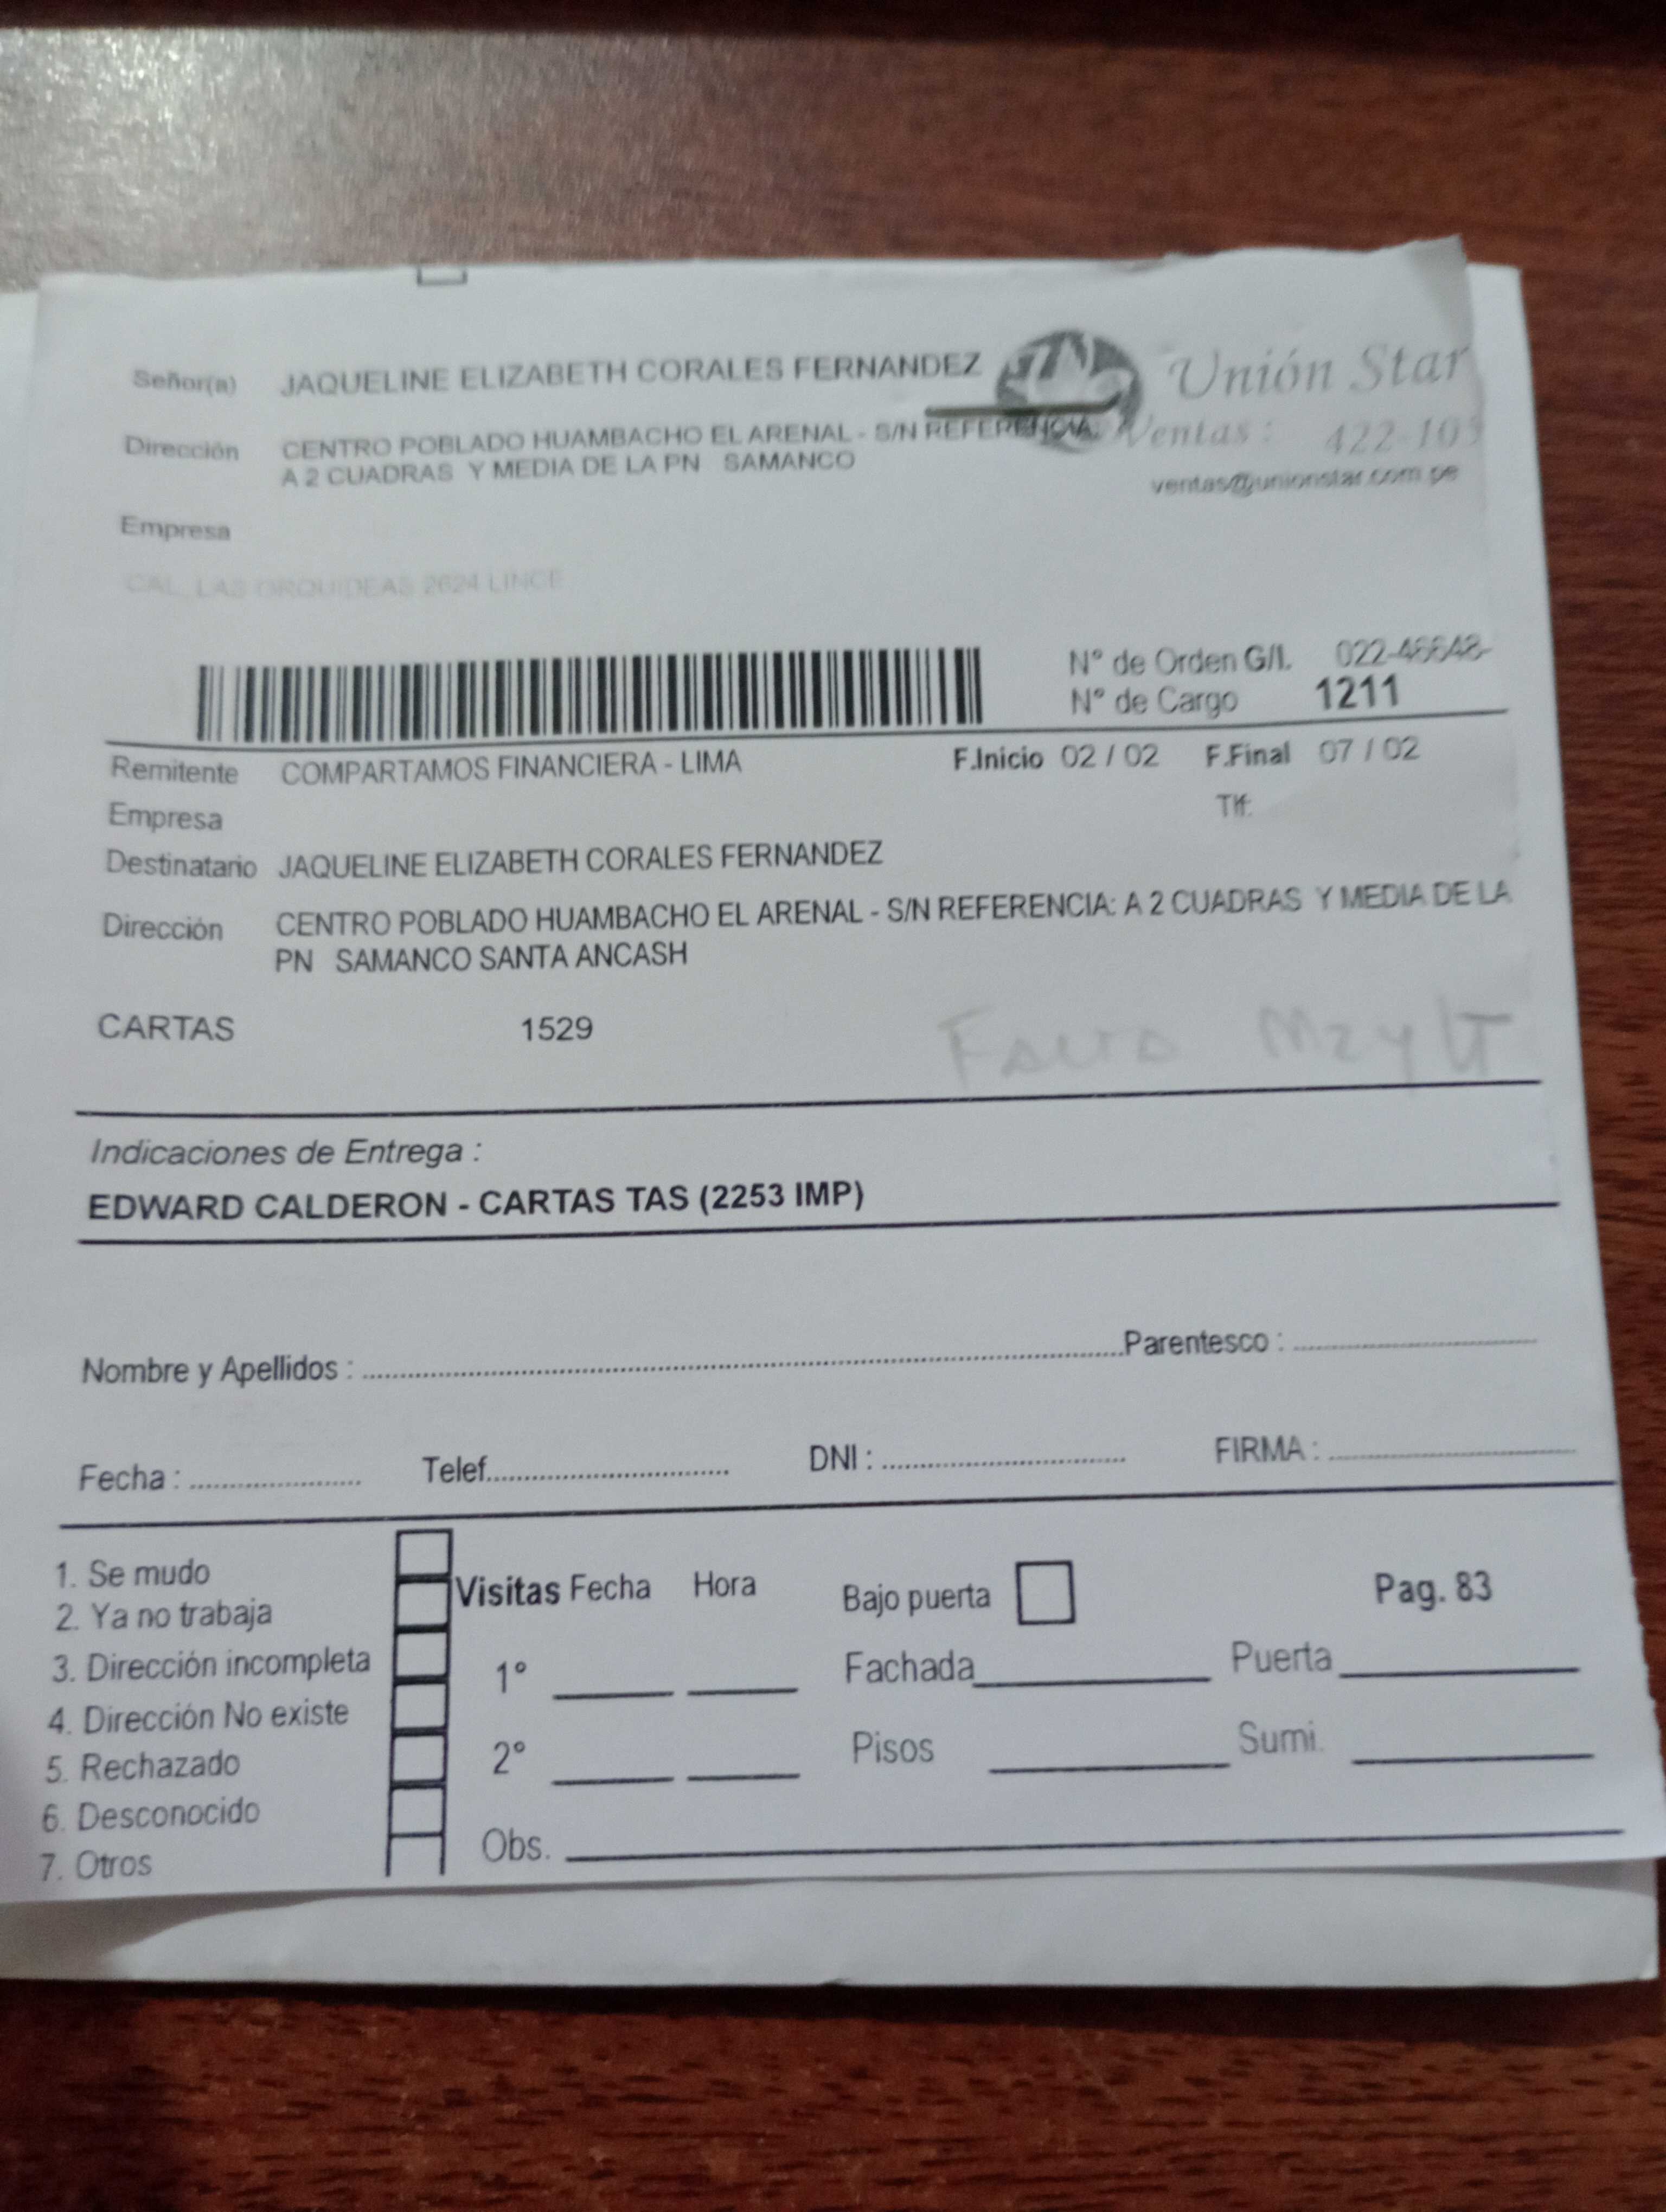 Señor(a) JAQUELINE ELIZABETH CORALES FERNANDEZ
Unión Star
Dirección CENTRO POBLADO HUAMBACHO EL ARENAL - S/N REFERENCIA:
A 2 CUADRAS Y MEDIA DE LA PN SAMANCO
Ventas : 422-105
ventas@unionstar.com.pe
Empresa
CAL. LAS ORQUIDEAS 2624 LINCE
N° de Orden G/I. 022-46648-
N° de Cargo 1211
Remitente COMPARTAMOS FINANCIERA - LIMA F.Inicio 02 / 02 F.Final 07 / 02
Empresa Tlf:
Destinatario JAQUELINE ELIZABETH CORALES FERNANDEZ
Dirección CENTRO POBLADO HUAMBACHO EL ARENAL - S/N REFERENCIA: A 2 CUADRAS Y MEDIA DE LA
PN SAMANCO SANTA ANCASH
CARTAS 1529
Falta Mz y LT
Indicaciones de Entrega :
EDWARD CALDERON - CARTAS TAS (2253 IMP)
Nombre y Apellidos : Parentesco :
Fecha : Telef. DNI : FIRMA :
1. Se mudo
2. Ya no trabaja
3. Dirección incompleta
4. Dirección No existe
5. Rechazado
6. Desconocido
7. Otros
Visitas Fecha Hora
1°
2°
Obs.
Bajo puerta
Pag. 83
Fachada Puerta
Pisos Sumi.